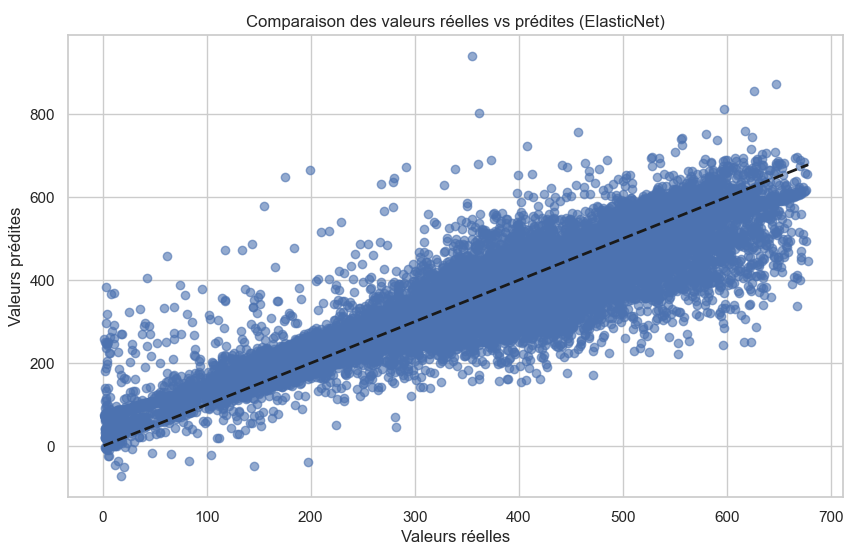 Comparaison des valeurs réelles vs prédites (ElasticNet)
Valeurs prédites
800
600
400
200
0
0 100 200 300 400 500 600 700
Valeurs réelles